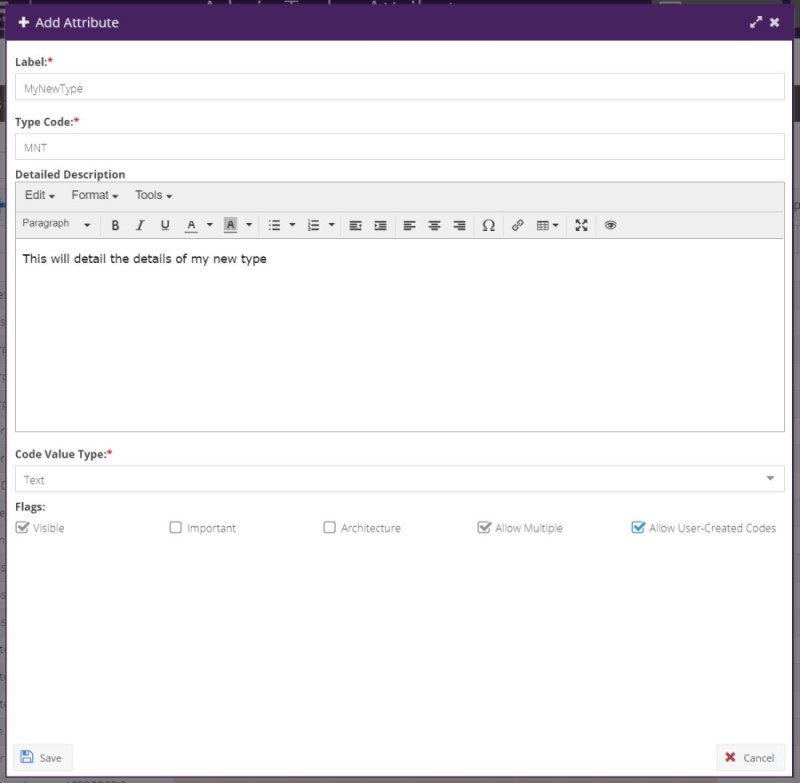 Add Attribute
Label:*
MyNewType
Type Code:*
MNT
Detailed Description
Edit Format Tools
Paragraph B I U A A Ω
This will detail the details of my new type
Code Value Type:*
Text
Flags:
Visible Important Architecture Allow Multiple Allow User-Created Codes
Save Cancel